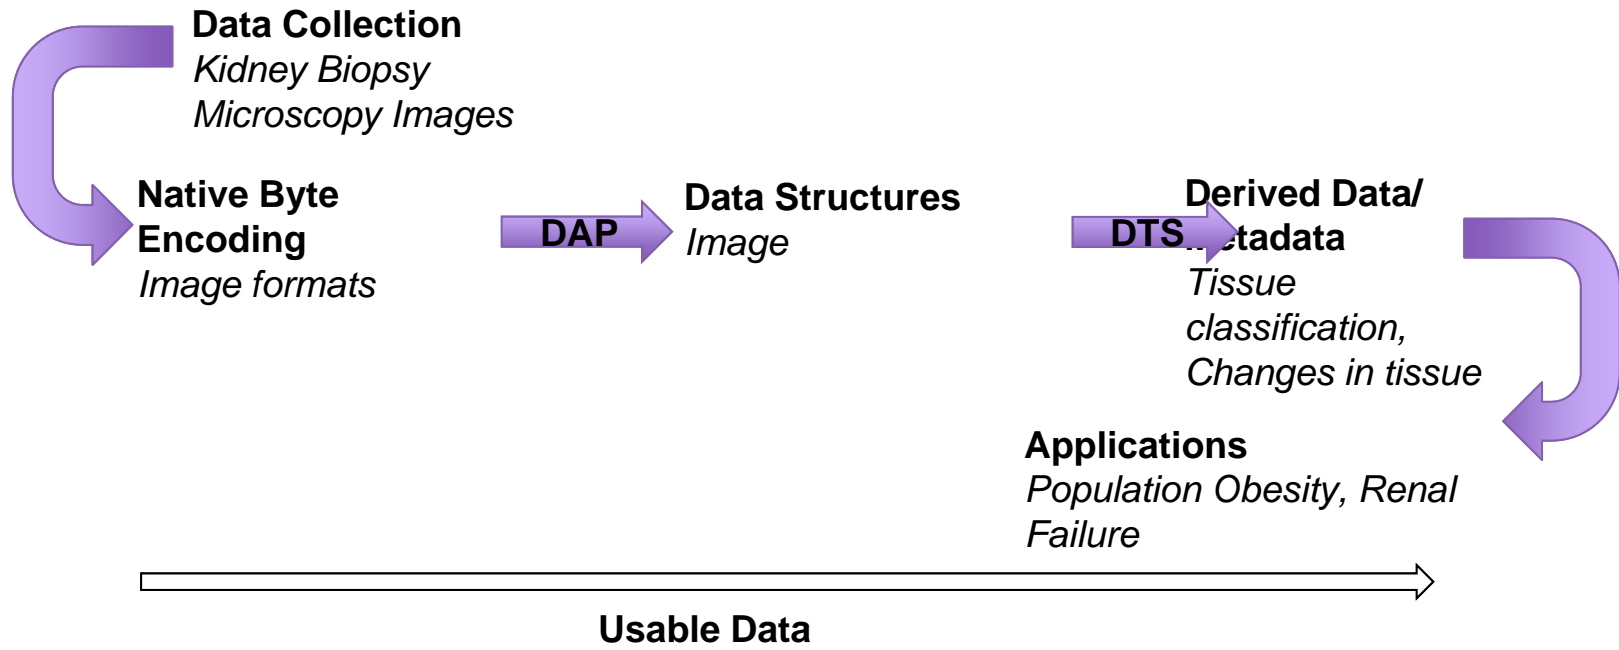 Data Collection
Kidney Biopsy
Microscopy Images
Native Byte
Encoding
Image formats
DAP
Data Structures
Image
DTS
Derived Data/
Metadata
Tissue
classification,
Changes in tissue
Applications
Population Obesity, Renal
Failure
Usable Data